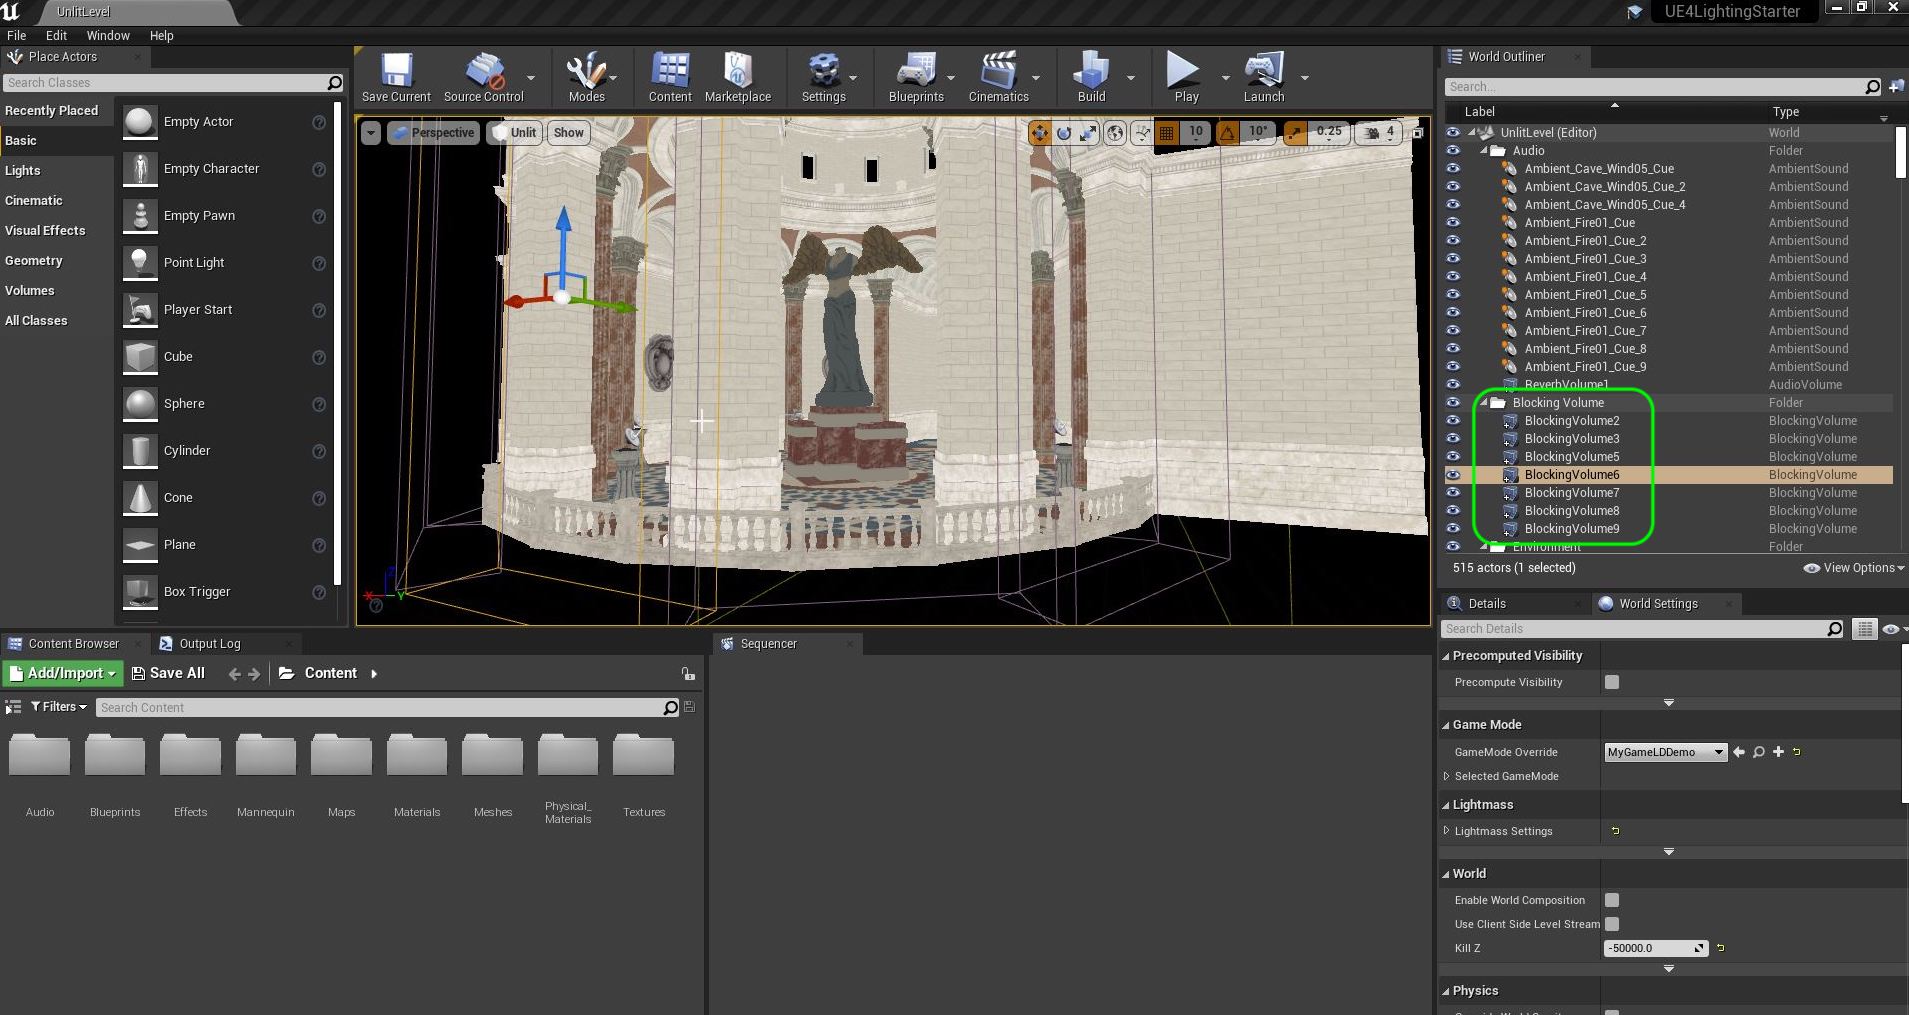 UnlitLevel
UE4LightingStarter
File Edit Window Help
Place Actors
Search Classes
Recently Placed
Basic
Lights
Cinematic
Visual Effects
Geometry
Volumes
All Classes
Empty Actor
Empty Character
Empty Pawn
Point Light
Player Start
Cube
Sphere
Cylinder
Cone
Plane
Box Trigger
Save Current Source Control Modes Content Marketplace Settings Blueprints Cinematics Build Play Launch
Perspective Unlit Show
10 10° 0.25 4
X Z Y
World Outliner
Search...
Label Type
UnlitLevel (Editor) World
Audio Folder
Ambient_Cave_Wind05_Cue AmbientSound
Ambient_Cave_Wind05_Cue_2 AmbientSound
Ambient_Cave_Wind05_Cue_4 AmbientSound
Ambient_Fire01_Cue AmbientSound
Ambient_Fire01_Cue_2 AmbientSound
Ambient_Fire01_Cue_3 AmbientSound
Ambient_Fire01_Cue_4 AmbientSound
Ambient_Fire01_Cue_5 AmbientSound
Ambient_Fire01_Cue_6 AmbientSound
Ambient_Fire01_Cue_7 AmbientSound
Ambient_Fire01_Cue_8 AmbientSound
Ambient_Fire01_Cue_9 AmbientSound
ReverbVolume1 AudioVolume
Blocking Volume Folder
BlockingVolume2 BlockingVolume
BlockingVolume3 BlockingVolume
BlockingVolume5 BlockingVolume
BlockingVolume6 BlockingVolume
BlockingVolume7 BlockingVolume
BlockingVolume8 BlockingVolume
BlockingVolume9 BlockingVolume
Environment Folder
515 actors (1 selected) View Options
Details World Settings
Search Details
Precomputed Visibility
Precompute Visibility
Game Mode
GameMode Override MyGameLDDemo
Selected GameMode
Lightmass
Lightmass Settings
World
Enable World Composition
Use Client Side Level Stream
Kill Z -50000.0
Physics
Content Browser Output Log
Add/Import Save All Content
Filters Search Content
Audio Blueprints Effects Mannequin Maps Materials Meshes Physical_
Materials Textures
Sequencer